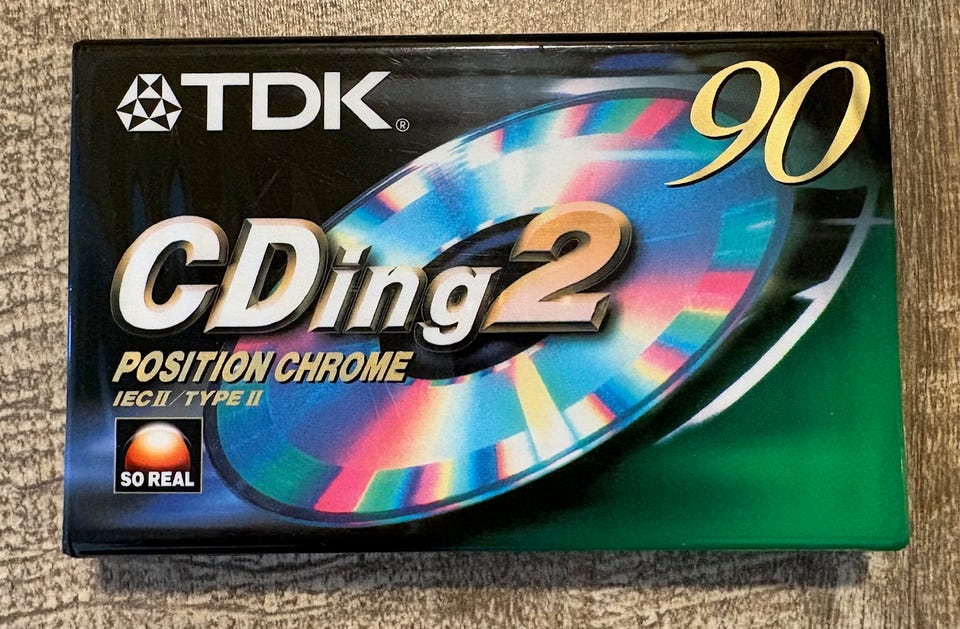 TDK®
90
CDing2
POSITION CHROME
IEC II/TYPE II
SO REAL